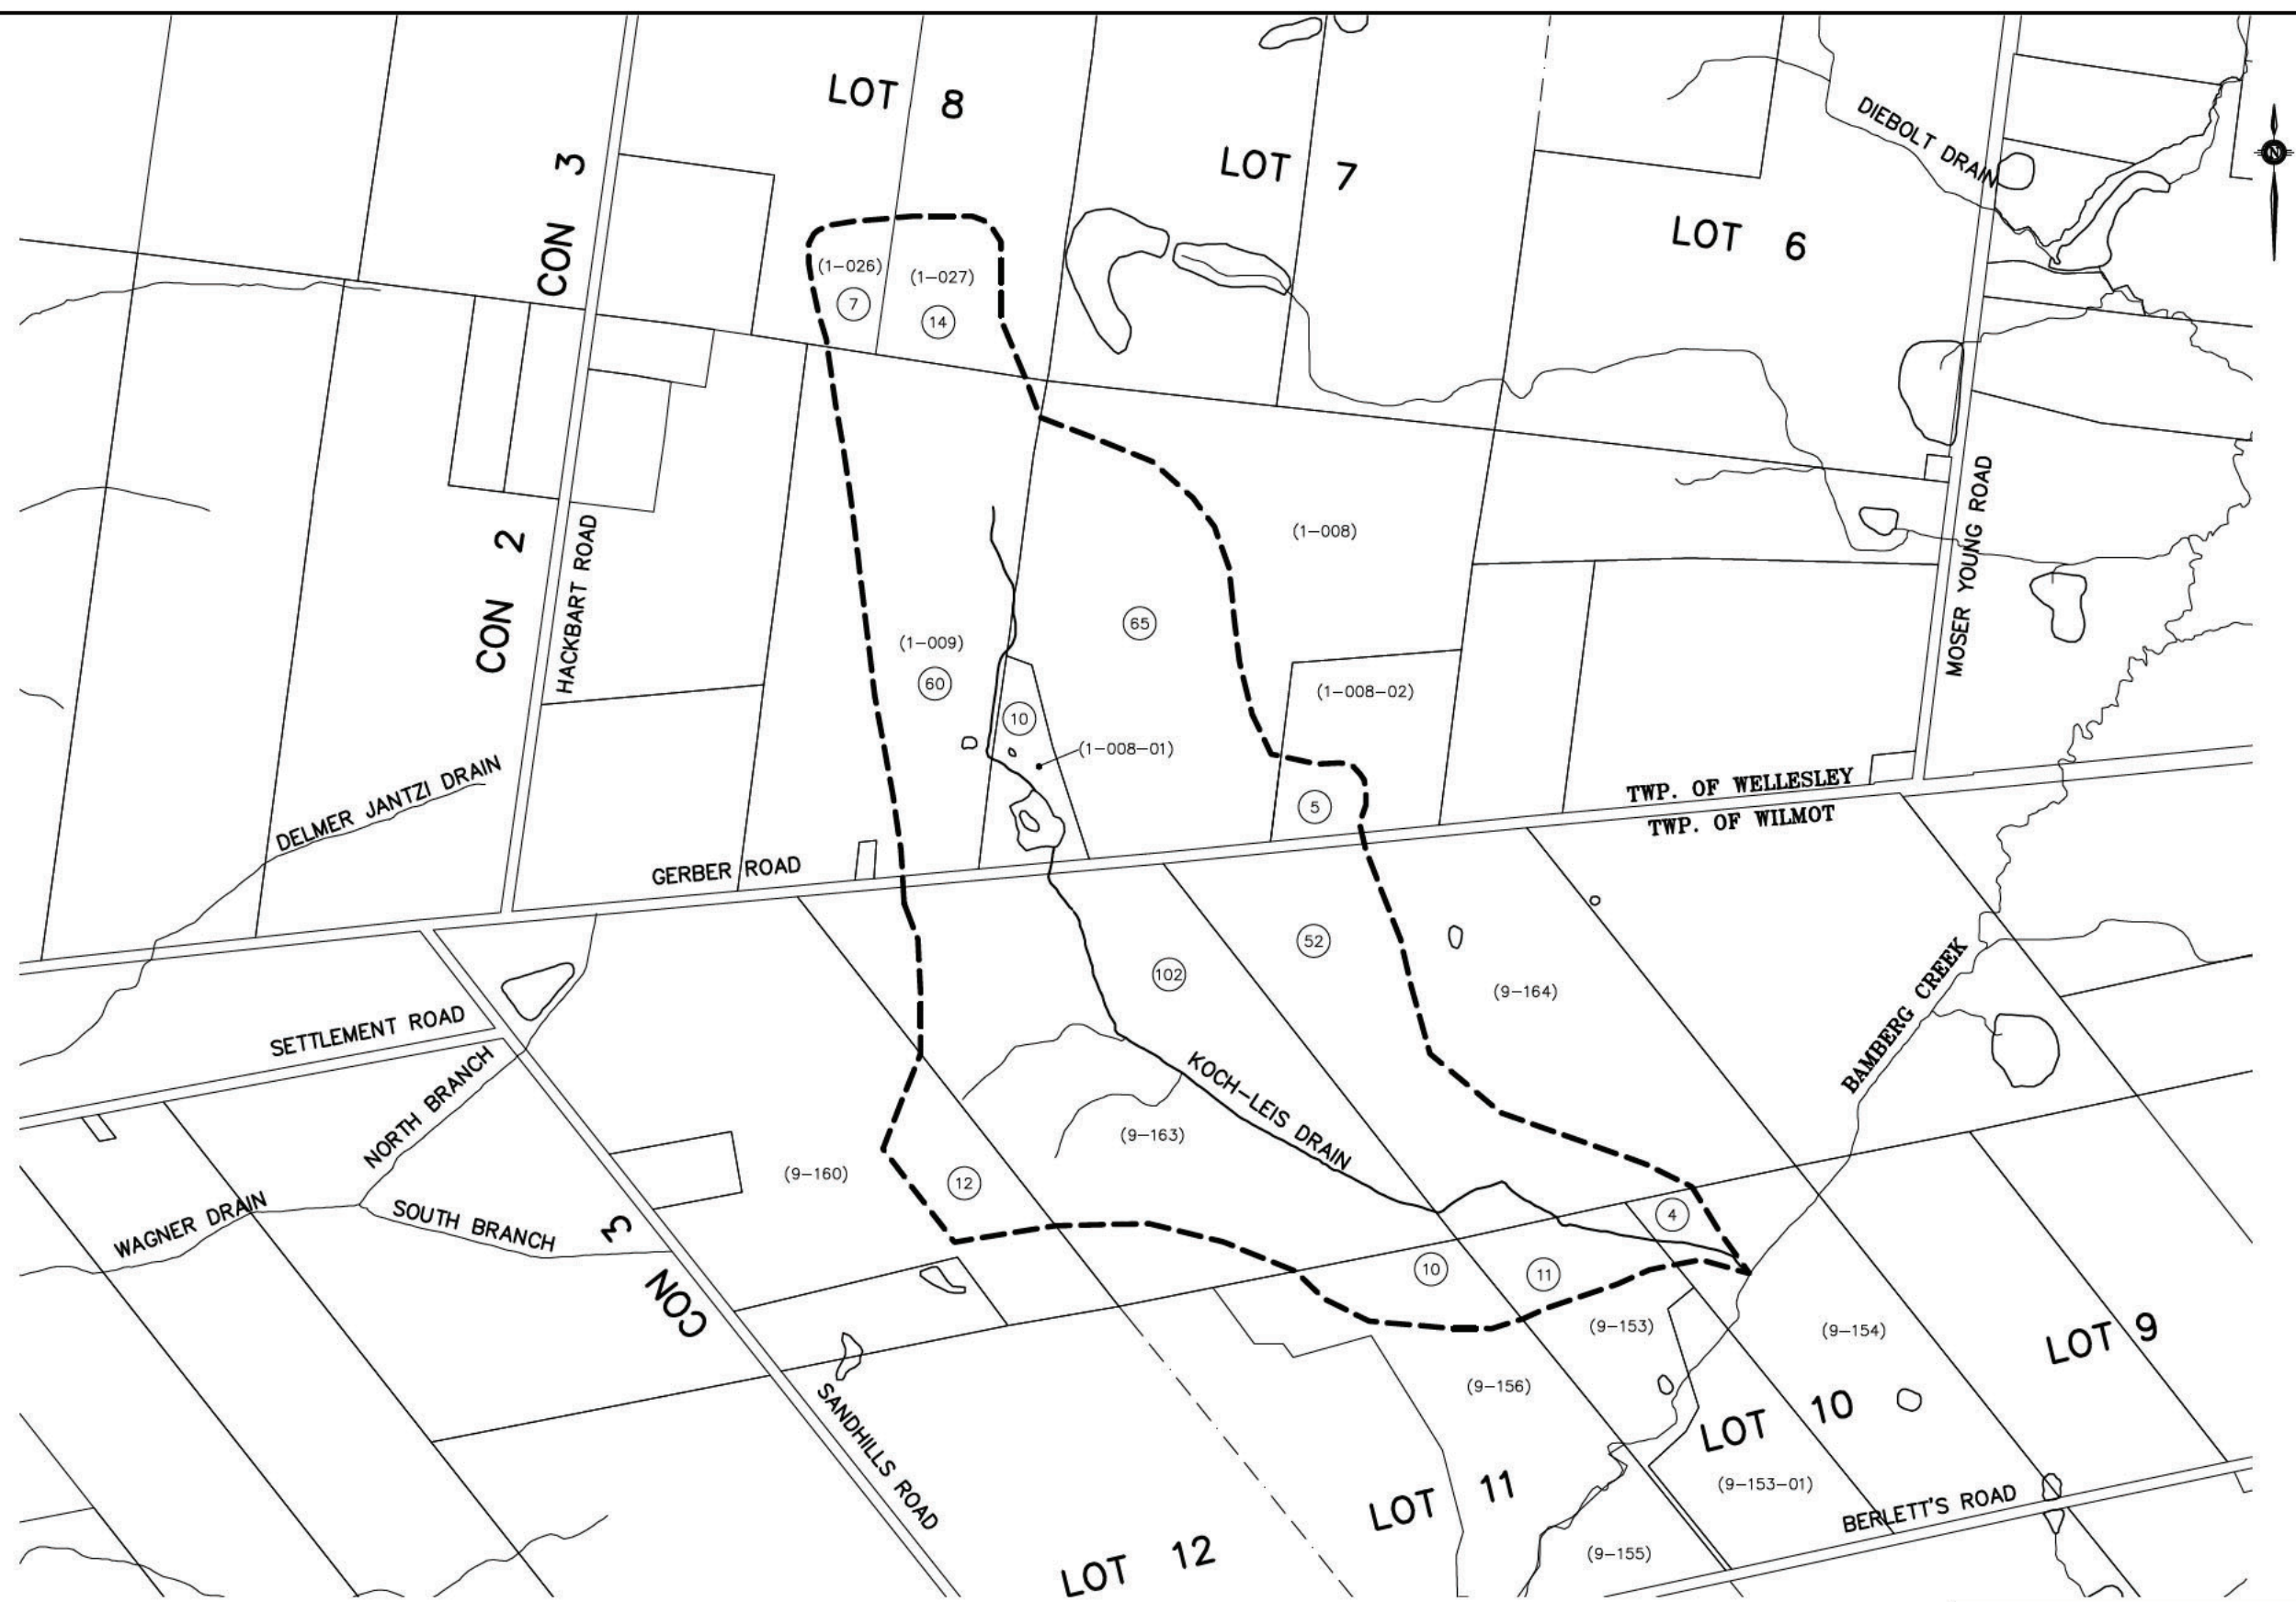 LOT 8
LOT 7
LOT 6
DIEBOLT DRAIN
N
CON 3
(1-026)
7
(1-027)
14
CON 2
HACKBART ROAD
(1-008)
MOSER YOUNG ROAD
(1-009)
60
65
10
(1-008-01)
(1-008-02)
5
TWP. OF WELLESLEY
TWP. OF WILMOT
DELMER JANTZI DRAIN
GERBER ROAD
52
102
(9-164)
BAMBERG CREEK
SETTLEMENT ROAD
NORTH BRANCH
KOCH-LEIS DRAIN
(9-163)
(9-160)
12
WAGNER DRAIN
SOUTH BRANCH
CON 3
4
10
11
(9-153)
(9-154)
LOT 9
(9-156)
SANDHILLS ROAD
LOT 10
(9-153-01)
LOT 11
BERLETT'S ROAD
LOT 12
(9-155)